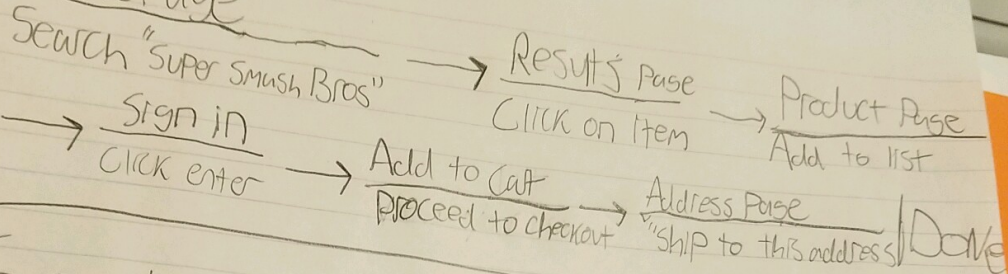 Search "Super Smash Bros" → Results Page
Click on Item → Product Page
Add to list
→ Sign in
Click enter → Add to Cart
Proceed to checkout → Address Page
"Ship to this address / Done